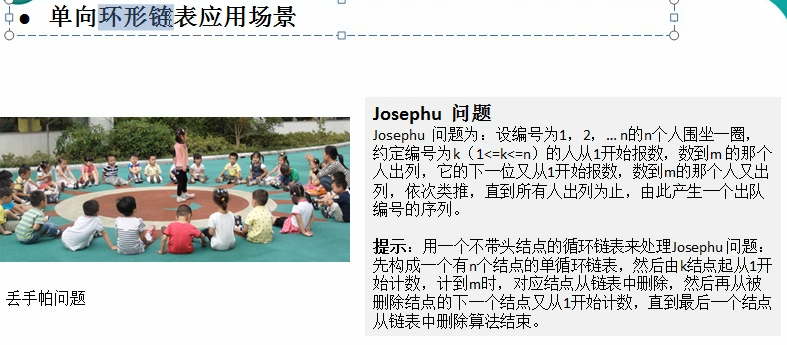 ● 单向环形链表应用场景
Josephu 问题
Josephu 问题为：设编号为1，2，… n的n个人围坐一圈，
约定编号为k（1<=k<=n）的人从1开始报数，数到m 的那个
人出列，它的下一位又从1开始报数，数到m的那个人又出
列，依次类推，直到所有人出列为止，由此产生一个出队
编号的序列。
提示：用一个不带头结点的循环链表来处理Josephu 问题：
先构成一个有n个结点的单循环链表，然后由k结点起从1开
始计数，计到m时，对应结点从链表中删除，然后再从被
删除结点的下一个结点又从1开始计数，直到最后一个结点
从链表中删除算法结束。
丢手帕问题